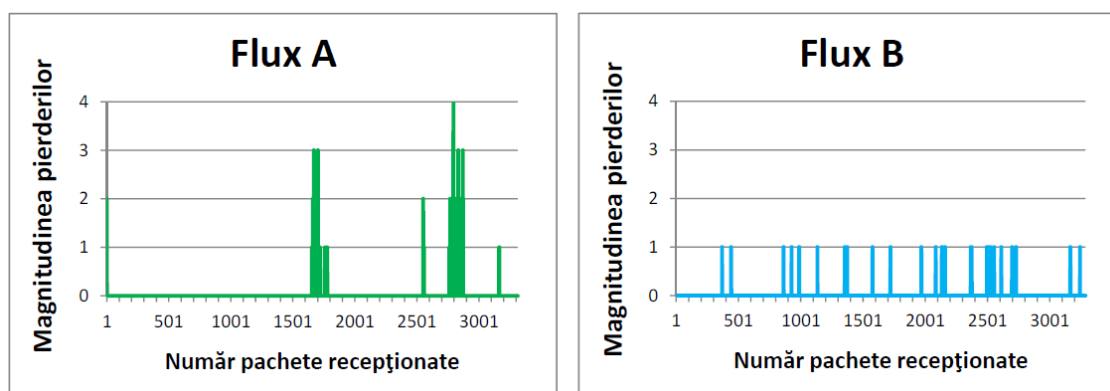 Flux A
Magnitudinea pierderilor
4
3
2
1
0
1 501 1001 1501 2001 2501 3001
Număr pachete recepţionate
Flux B
Magnitudinea pierderilor
4
3
2
1
0
1 501 1001 1501 2001 2501 3001
Număr pachete recepţionate